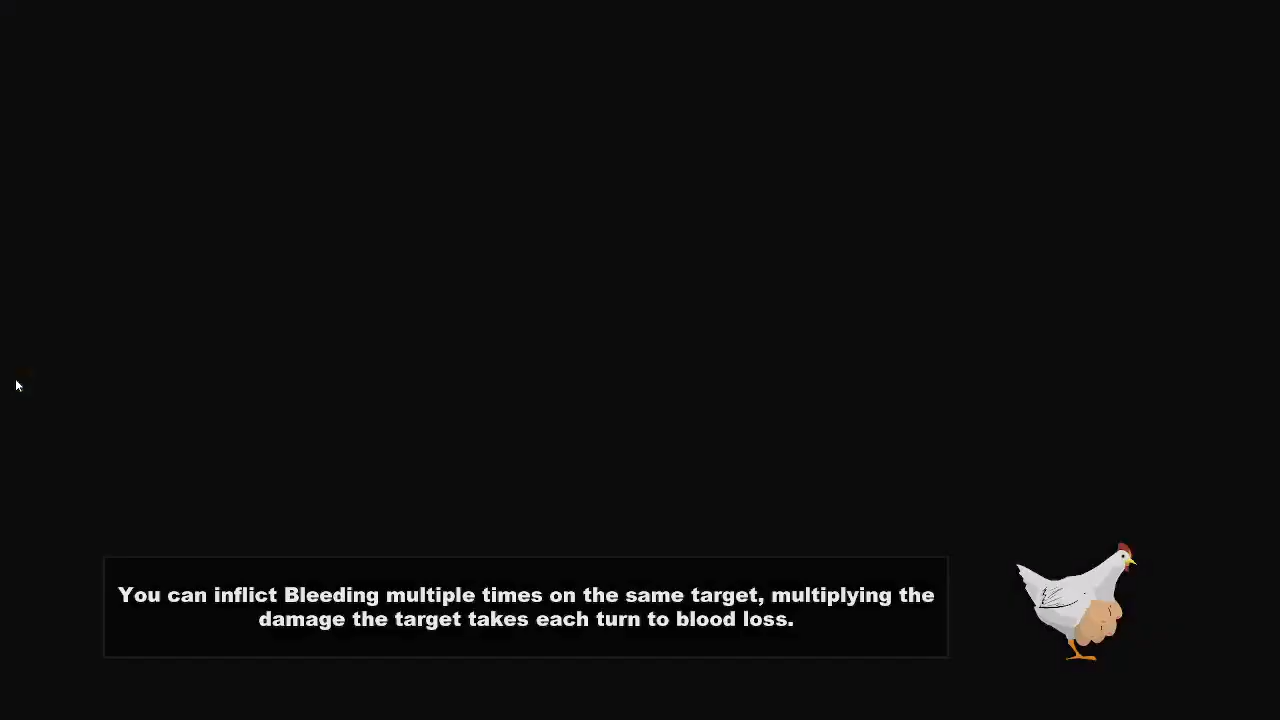 You can inflict Bleeding multiple times on the same target, multiplying the
damage the target takes each turn to blood loss.